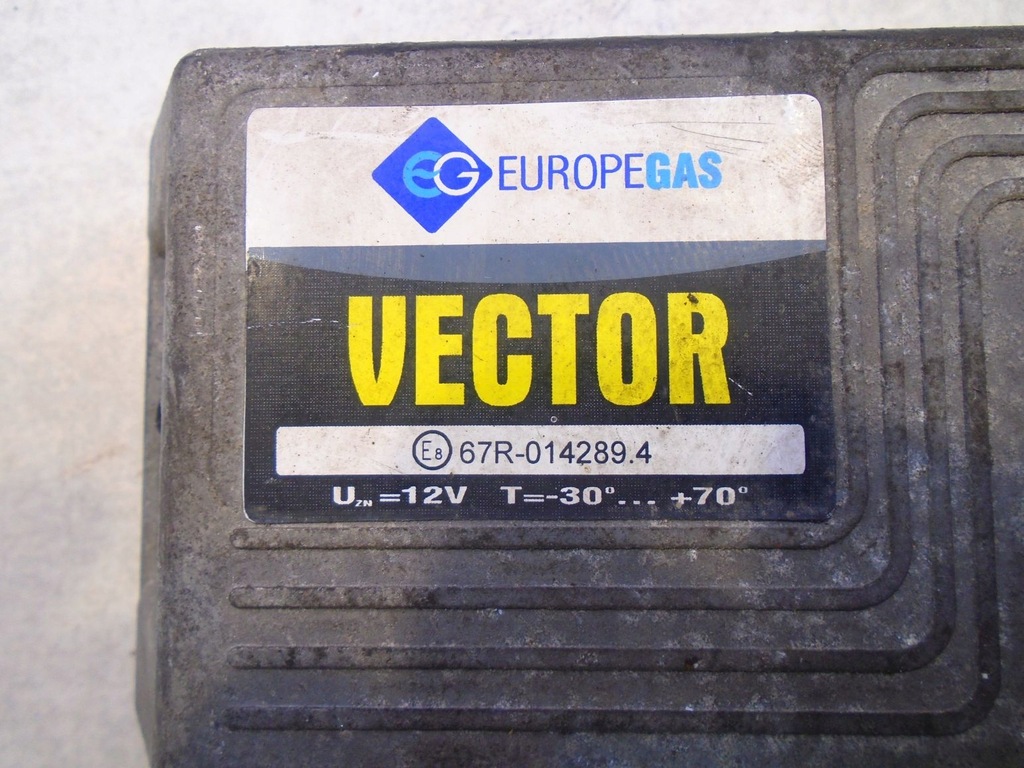 EG EUROPEGAS
VECTOR
E8 67R-014289.4
UZN=12V T=-30°... +70°